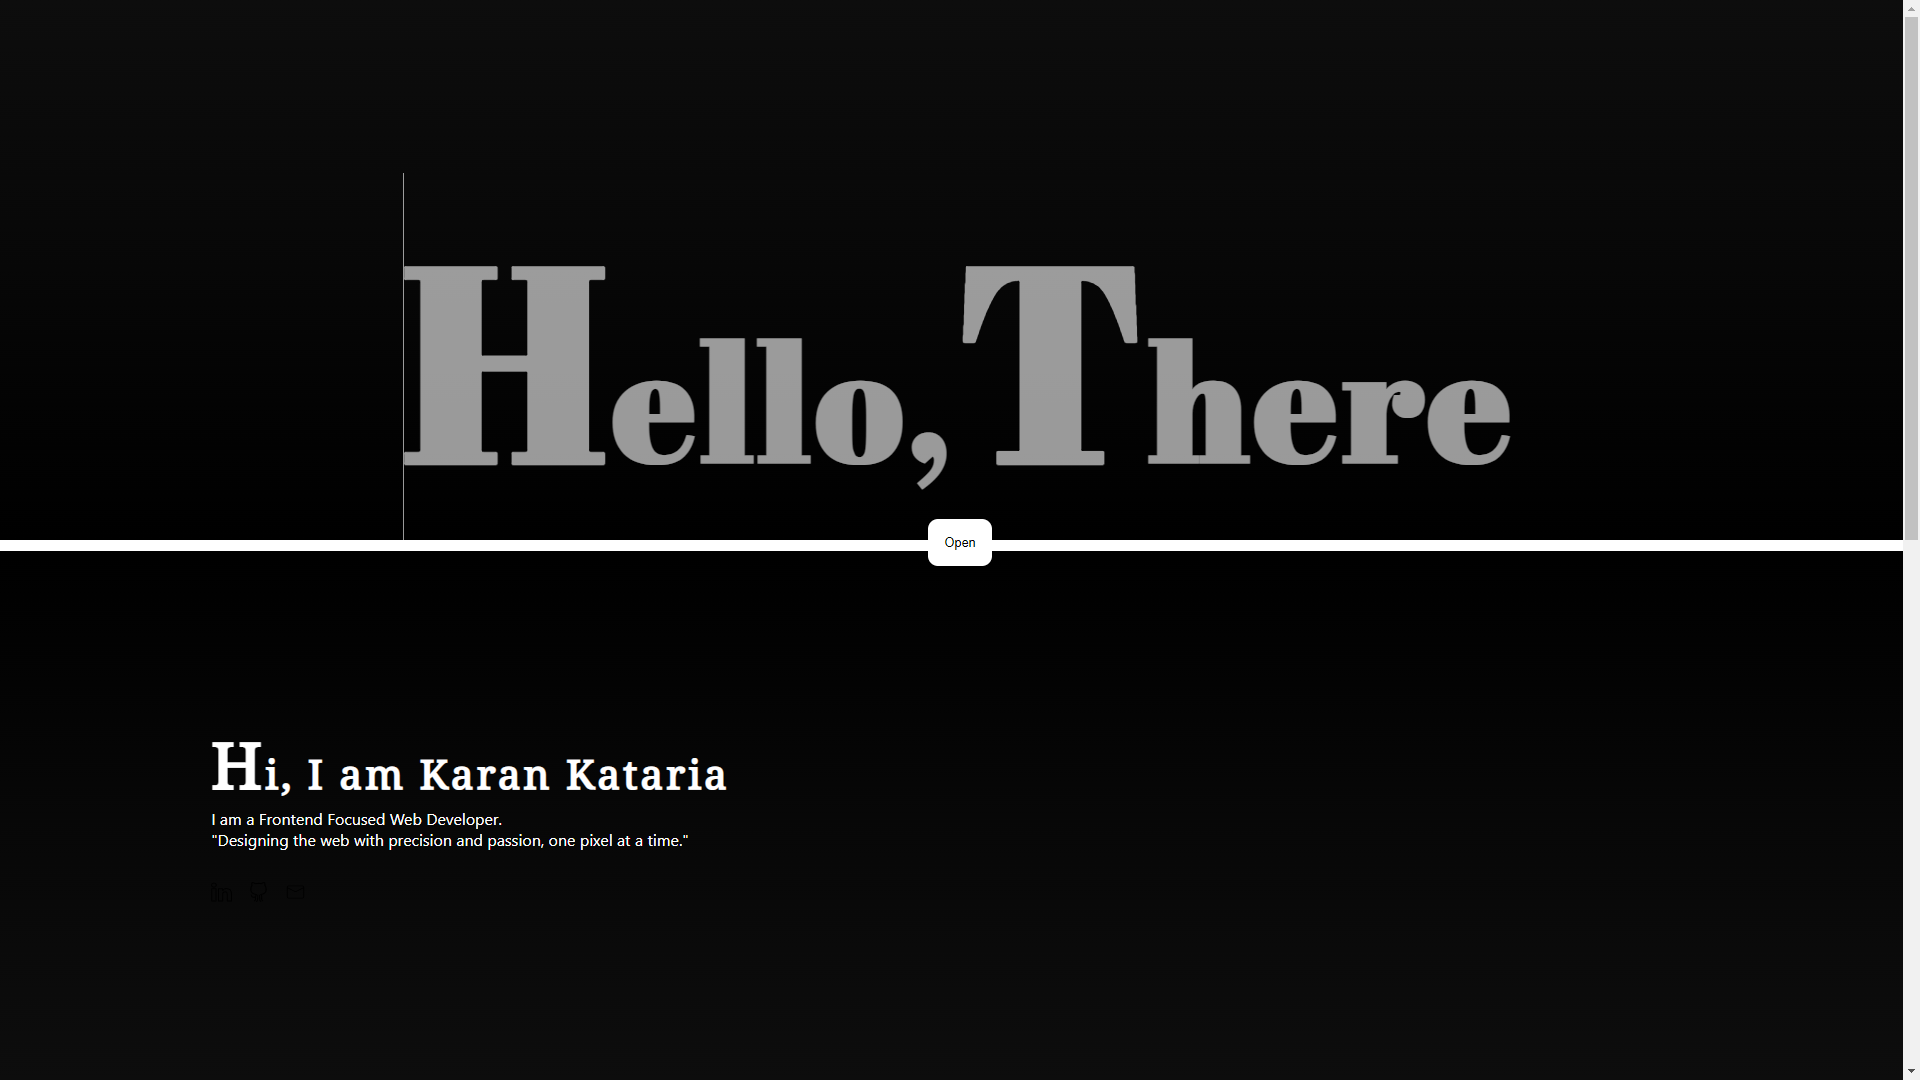 Hello,There
Open
Hi, I am Karan Kataria
I am a Frontend Focused Web Developer.
"Designing the web with precision and passion, one pixel at a time."